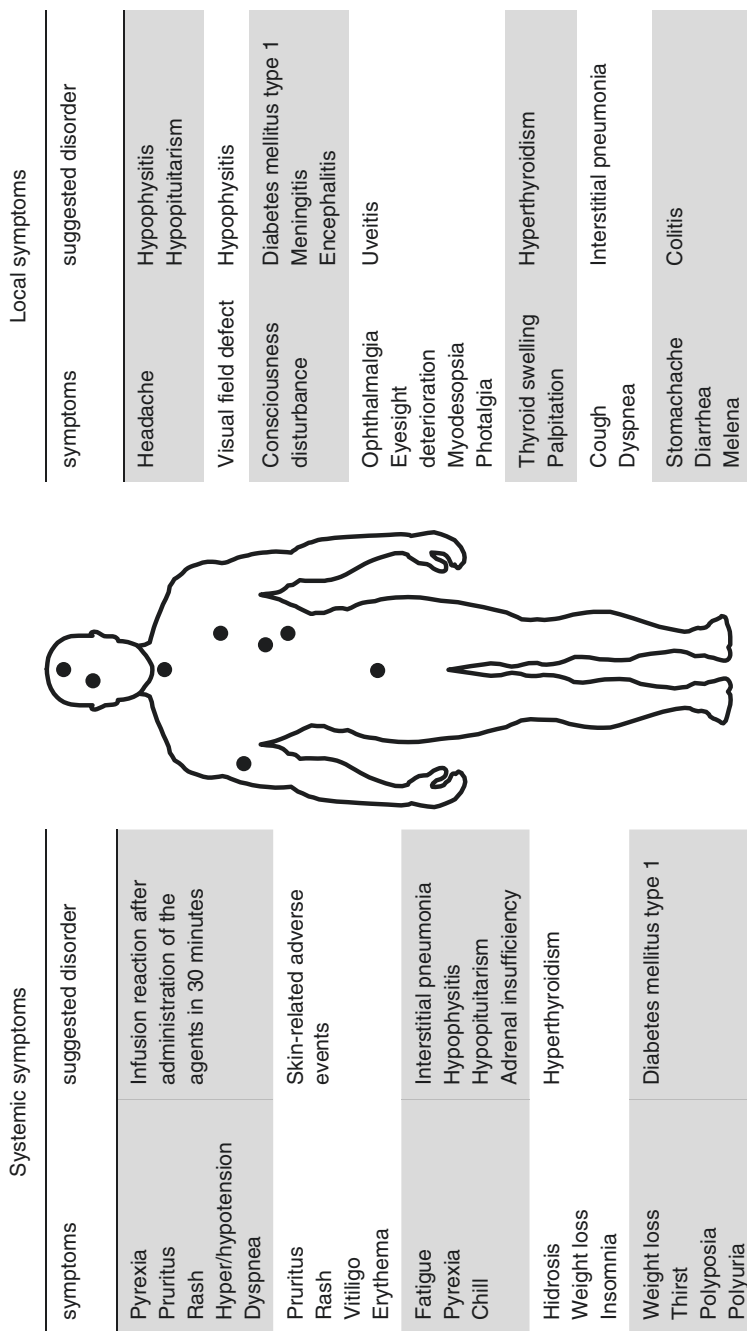 Systemic symptoms
symptoms
suggested disorder
Pyrexia
Pruritus
Rash
Hyper/hypotension
Dyspnea
Infusion reaction after
administration of the
agents in 30 minutes
Pruritus
Rash
Vitiligo
Erythema
Skin-related adverse
events
Fatigue
Pyrexia
Chill
Interstitial pneumonia
Hypophysitis
Hypopituitarism
Adrenal insufficiency
Hidrosis
Weight loss
Insomnia
Hyperthyroidism
Weight loss
Thirst
Polyposia
Polyuria
Diabetes mellitus type 1
Local symptoms
symptoms
suggested disorder
Headache
Hypophysitis
Hypopituitarism
Visual field defect
Hypophysitis
Consciousness
disturbance
Diabetes mellitus type 1
Meningitis
Encephalitis
Ophthalmalgia
Eyesight
deterioration
Myodesopsia
Photalgia
Uveitis
Thyroid swelling
Palpitation
Hyperthyroidism
Cough
Dyspnea
Interstitial pneumonia
Stomachache
Diarrhea
Melena
Colitis